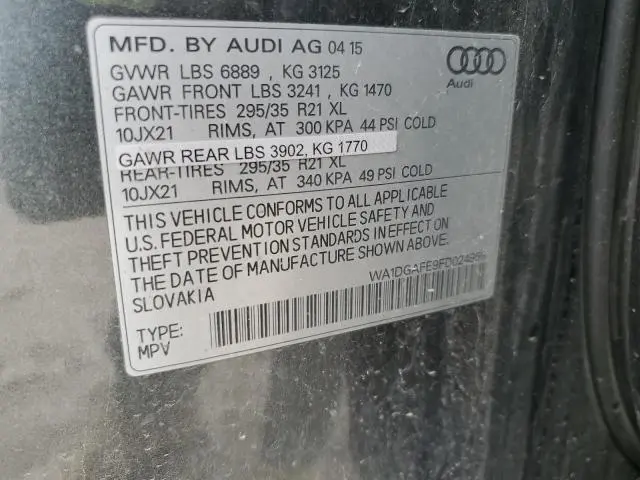 MFD. BY AUDI AG 04 15
GVWR LBS 6889 , KG 3125
GAWR FRONT LBS 3241 , KG 1470
FRONT-TIRES 295/35 R21 XL
10JX21 RIMS, AT 300 KPA 44 PSI COLD
GAWR REAR LBS 3902, KG 1770
REAR-TIRES 295/35 R21 XL
10JX21 RIMS, AT 340 KPA 49 PSI COLD
THIS VEHICLE CONFORMS TO ALL APPLICABLE
U.S. FEDERAL MOTOR VEHICLE SAFETY AND
THEFT PREVENTION STANDARDS IN EFFECT ON
THE DATE OF MANUFACTURE SHOWN ABOVE.
SLOVAKIA
TYPE:
MPV
Audi